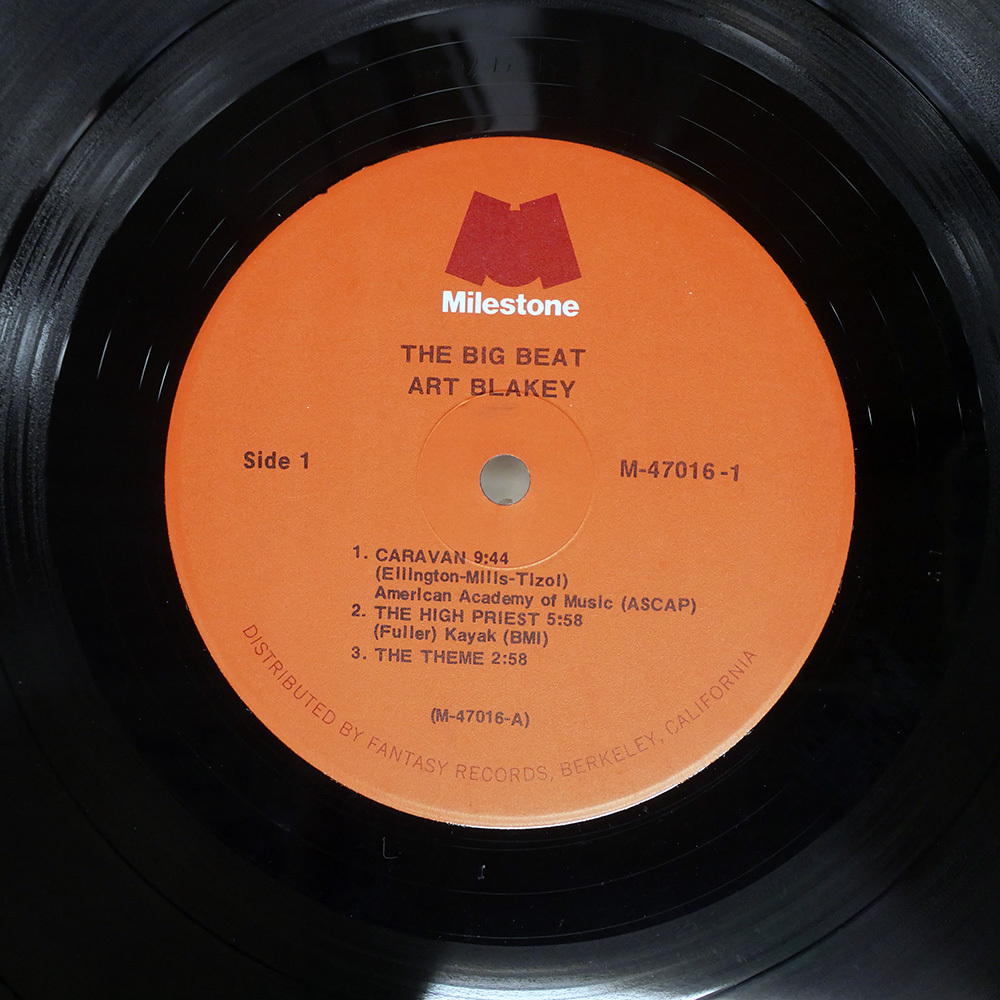 Milestone
THE BIG BEAT
ART BLAKEY
Side 1
M-47016-1
1. CARAVAN 9:44
(Ellington-Mills-Tizol)
American Academy of Music (ASCAP)
2. THE HIGH PRIEST 5:58
(Fuller) Kayak (BMI)
3. THE THEME 2:58
(M-47016-A)
DISTRIBUTED BY FANTASY RECORDS, BERKELEY, CALIFORNIA